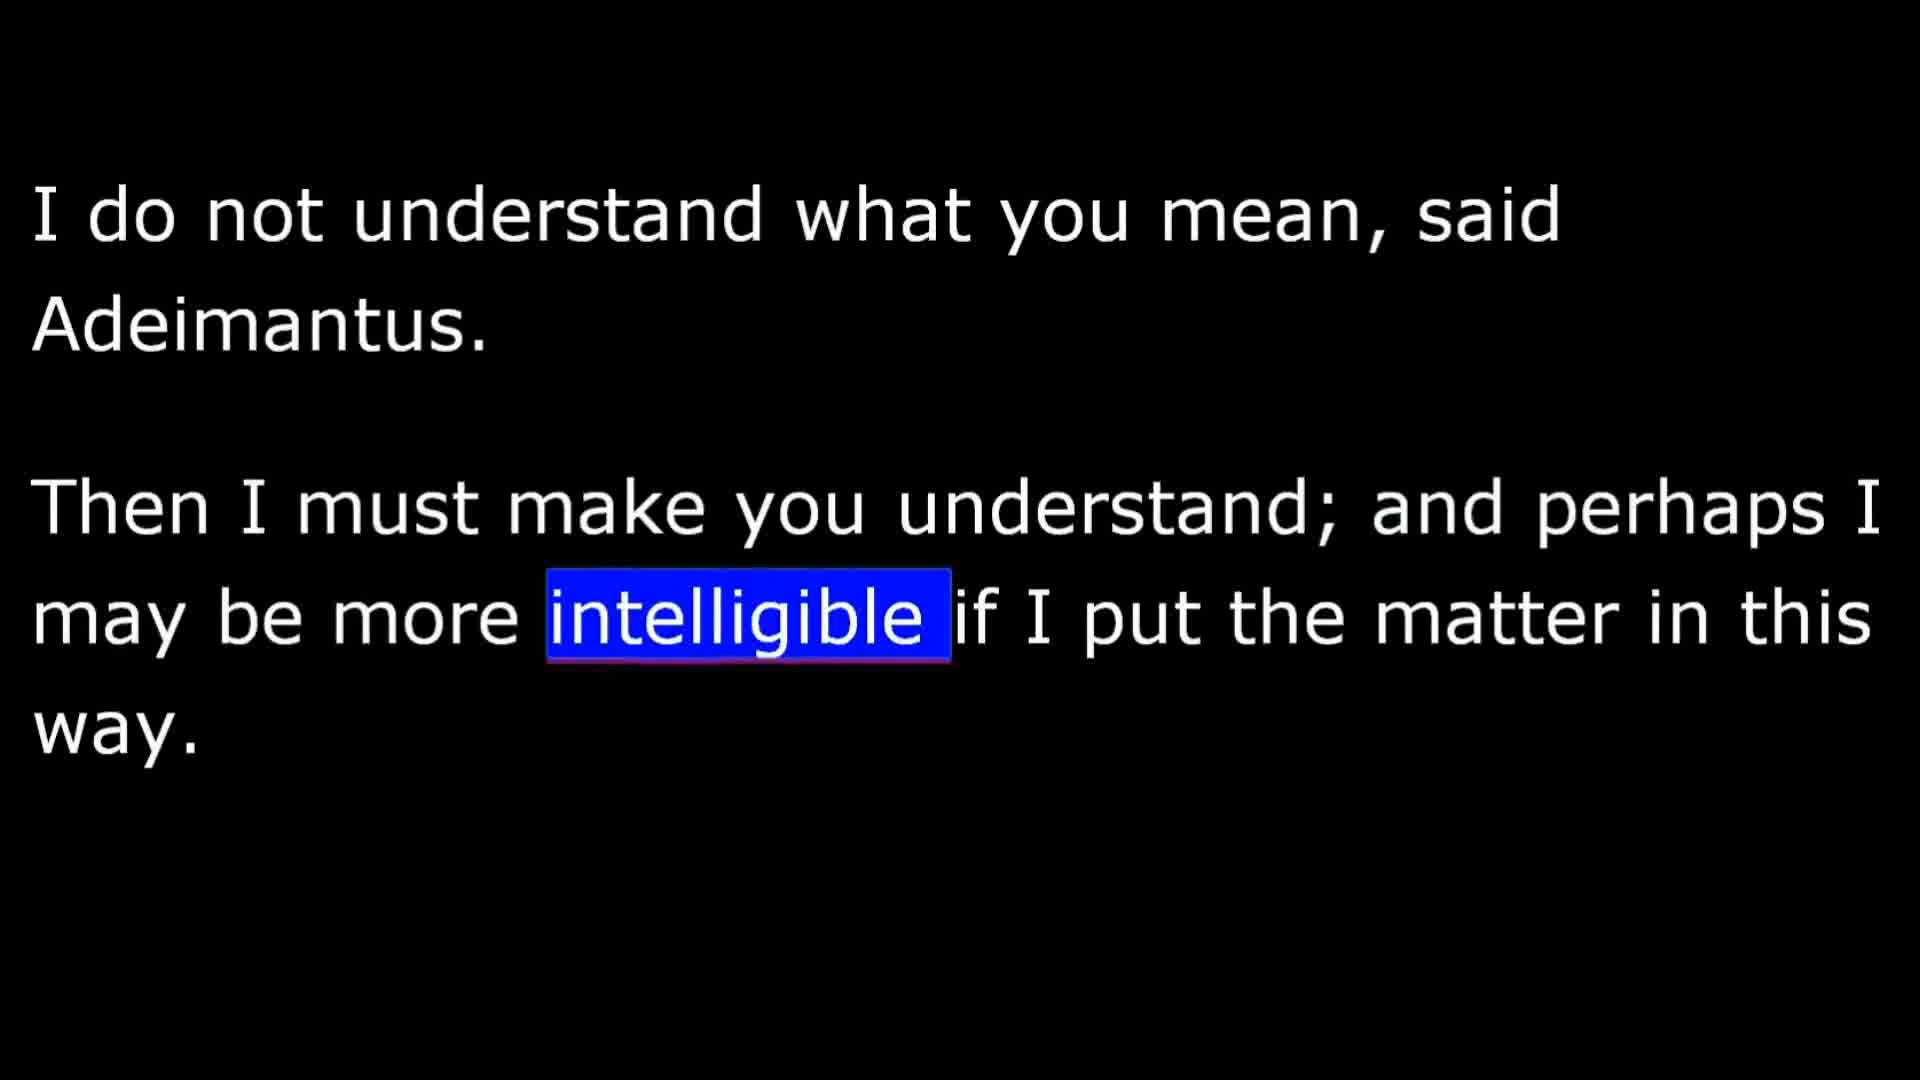 I do not understand what you mean, said
Adeimantus.
Then I must make you understand; and perhaps I
may be more intelligible if I put the matter in this
way.